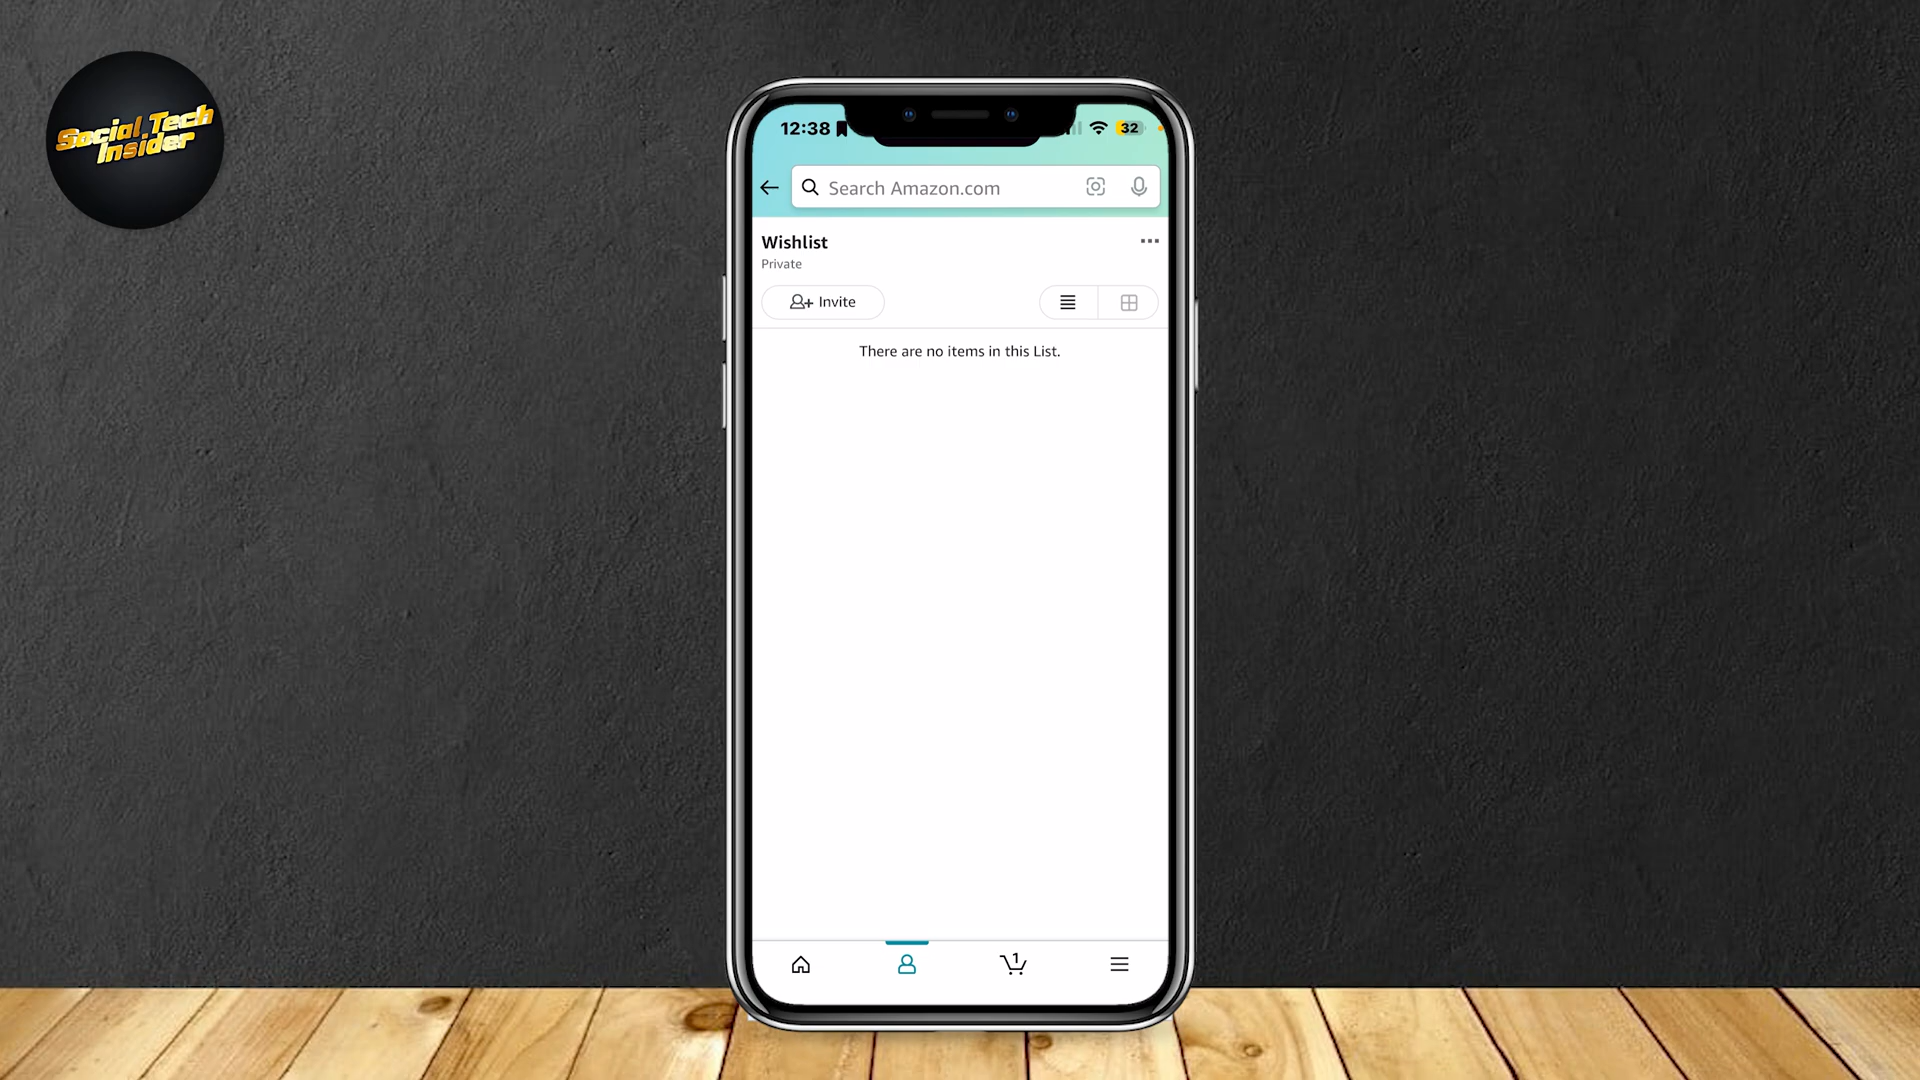 Social Tech
Insider
12:38
32
Search Amazon.com
Wishlist
Private
Invite
There are no items in this List.
1